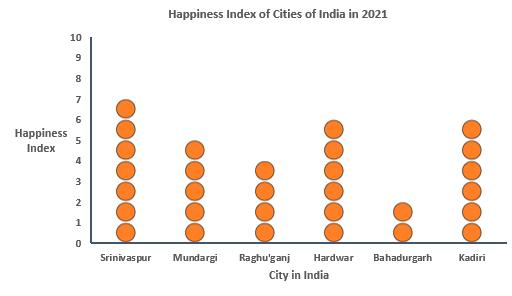 Happiness Index of Cities of India in 2021
10
9
8
7
6
5
4
3
2
1
0
Happiness
Index
Srinivaspur Mundargi Raghu'ganj Hardwar Bahadurgarh Kadiri
City in India